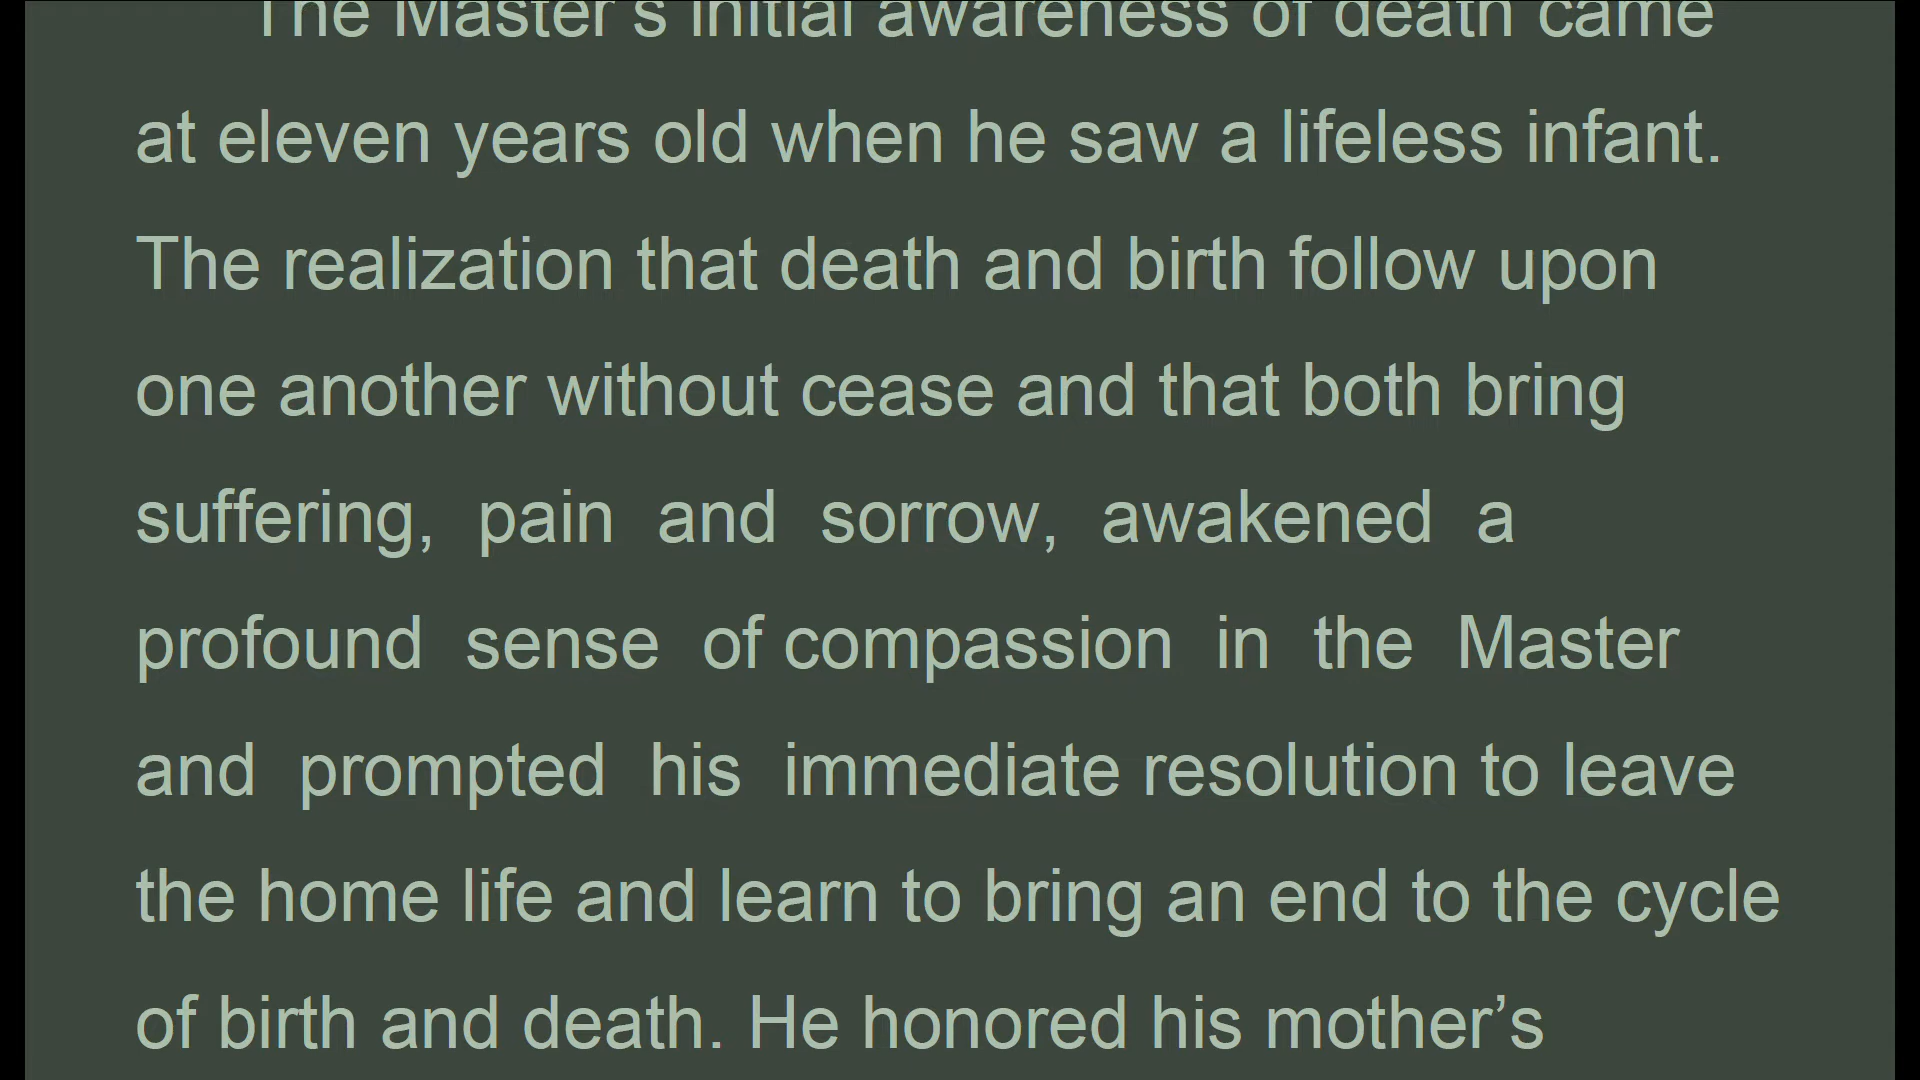 The Master's initial awareness of death came
at eleven years old when he saw a lifeless infant.
The realization that death and birth follow upon
one another without cease and that both bring
suffering, pain and sorrow, awakened a
profound sense of compassion in the Master
and prompted his immediate resolution to leave
the home life and learn to bring an end to the cycle
of birth and death. He honored his mother’s